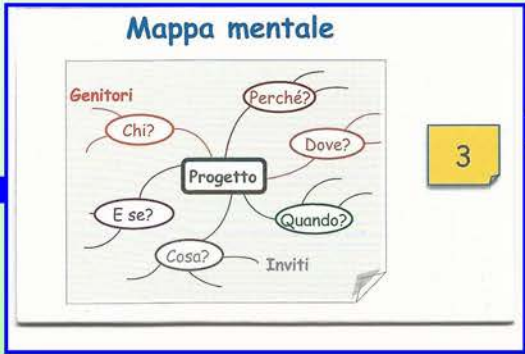 Mappa mentale
Genitori
Perché?
Chi?
Dove?
3
Progetto
E se?
Quando?
Cosa?
Inviti